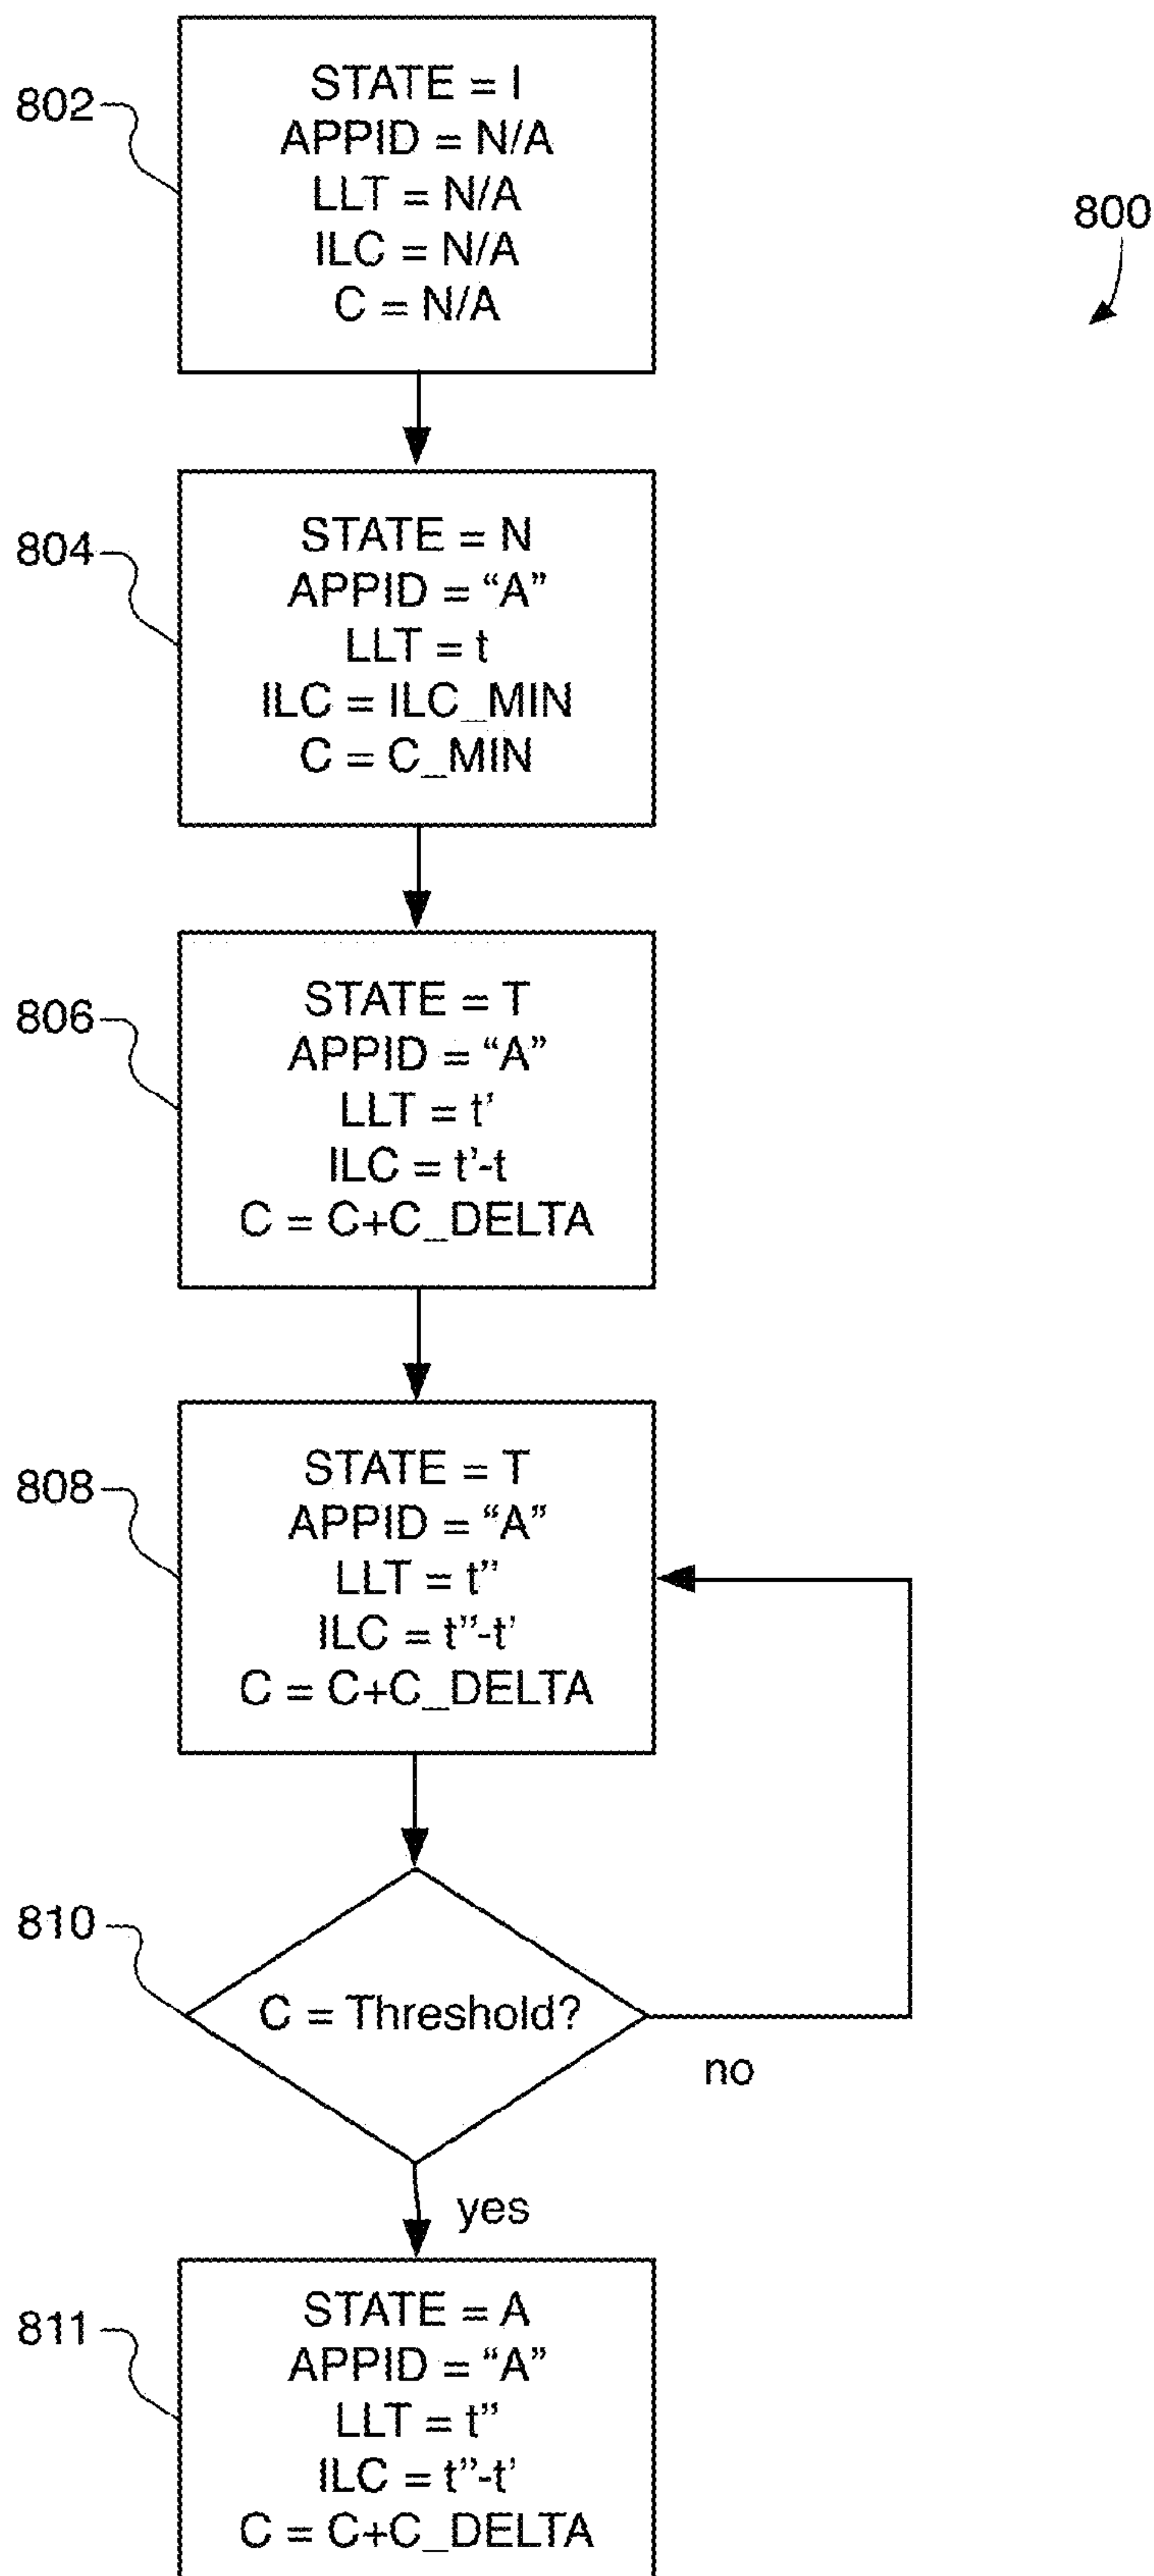 802
STATE = I
APPID = N/A
LLT = N/A
ILC = N/A
C = N/A
800
804
STATE = N
APPID = “A”
LLT = t
ILC = ILC_MIN
C = C_MIN
806
STATE = T
APPID = “A”
LLT = t’
ILC = t’-t
C = C+C_DELTA
808
STATE = T
APPID = “A”
LLT = t”
ILC = t”-t’
C = C+C_DELTA
810
C = Threshold?
no
yes
811
STATE = A
APPID = “A”
LLT = t”
ILC = t”-t’
C = C+C_DELTA